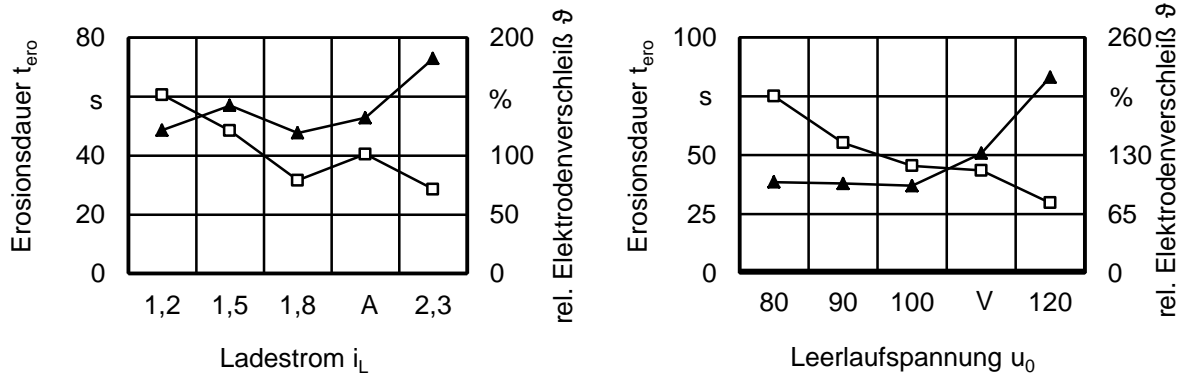 Erosionsdauer t_ero
80
s
40
20
0
200
%
100
50
0
rel. Elektrodenverschleiß ϑ
1,2 1,5 1,8 A 2,3
Ladestrom i_L
Erosionsdauer t_ero
100
s
50
25
0
260
%
130
65
0
rel. Elektrodenverschleiß ϑ
80 90 100 V 120
Leerlaufspannung u_0